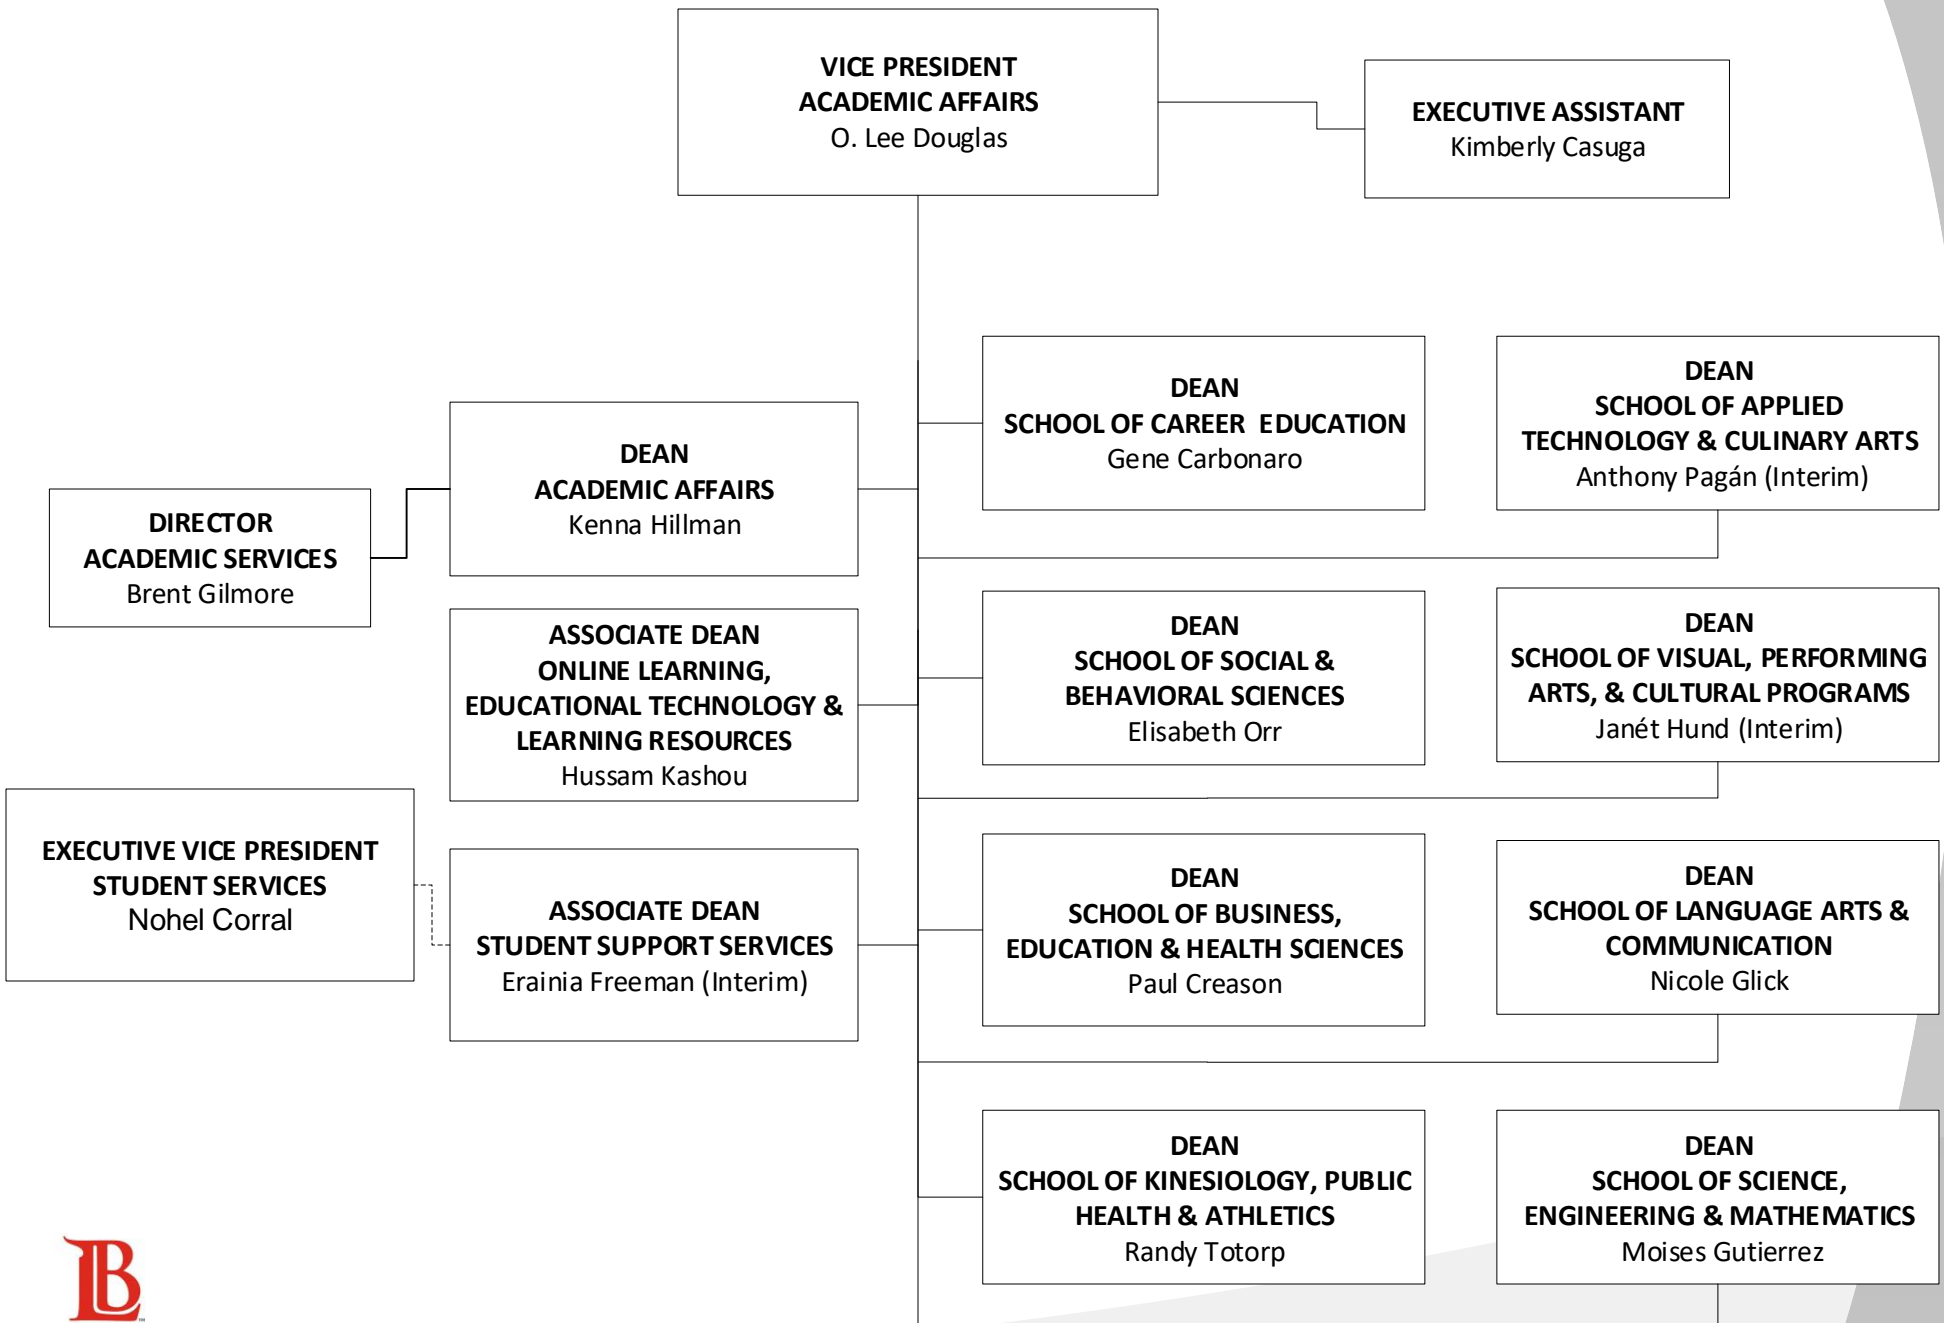 VICE PRESIDENT
ACADEMIC AFFAIRS
O. Lee Douglas
EXECUTIVE ASSISTANT
Kimberly Casuga
DEAN
SCHOOL OF CAREER EDUCATION
Gene Carbonaro
DEAN
SCHOOL OF APPLIED
TECHNOLOGY & CULINARY ARTS
Anthony Pagán (Interim)
DEAN
ACADEMIC AFFAIRS
Kenna Hillman
DIRECTOR
ACADEMIC SERVICES
Brent Gilmore
ASSOCIATE DEAN
ONLINE LEARNING,
EDUCATIONAL TECHNOLOGY &
LEARNING RESOURCES
Hussam Kashou
DEAN
SCHOOL OF SOCIAL &
BEHAVIORAL SCIENCES
Elisabeth Orr
DEAN
SCHOOL OF VISUAL, PERFORMING
ARTS, & CULTURAL PROGRAMS
Janét Hund (Interim)
EXECUTIVE VICE PRESIDENT
STUDENT SERVICES
Nohel Corral
ASSOCIATE DEAN
STUDENT SUPPORT SERVICES
Erainia Freeman (Interim)
DEAN
SCHOOL OF BUSINESS,
EDUCATION & HEALTH SCIENCES
Paul Creason
DEAN
SCHOOL OF LANGUAGE ARTS &
COMMUNICATION
Nicole Glick
DEAN
SCHOOL OF KINESIOLOGY, PUBLIC
HEALTH & ATHLETICS
Randy Totorp
DEAN
SCHOOL OF SCIENCE,
ENGINEERING & MATHEMATICS
Moises Gutierrez
LB